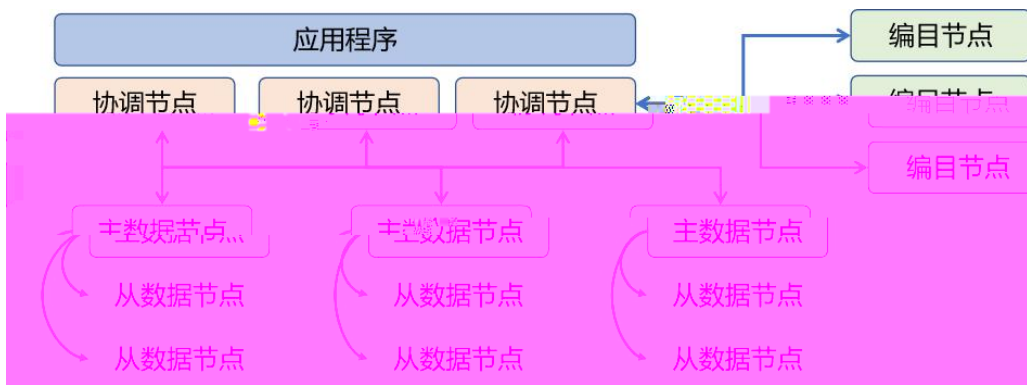 应用程序
编目节点
协调节点 协调节点 协调节点
编目节点
编目节点
主数据节点 主数据节点 主数据节点
从数据节点 从数据节点 从数据节点
从数据节点 从数据节点 从数据节点